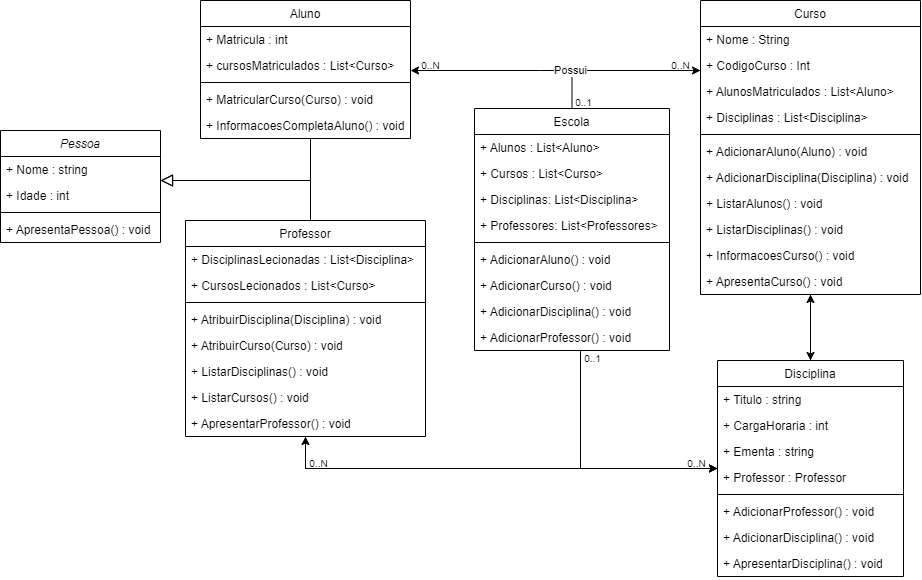 Aluno
+ Matricula : int
+ cursosMatriculados : List<Curso>
+ MatricularCurso(Curso) : void
+ InformacoesCompletaAluno() : void
Pessoa
+ Nome : string
+ Idade : int
+ ApresentaPessoa() : void
Professor
+ DisciplinasLecionadas : List<Disciplina>
+ CursosLecionados : List<Curso>
+ AtribuirDisciplina(Disciplina) : void
+ AtribuirCurso(Curso) : void
+ ListarDisciplinas() : void
+ ListarCursos() : void
+ ApresentarProfessor() : void
0..N
Possui
0..N
0..1
Escola
+ Alunos : List<Aluno>
+ Cursos : List<Curso>
+ Disciplinas: List<Disciplina>
+ Professores: List<Professores>
+ AdicionarAluno() : void
+ AdicionarCurso() : void
+ AdicionarDisciplina() : void
+ AdicionarProfessor() : void
0..1
0..N
0..N
Curso
+ Nome : String
+ CodigoCurso : Int
+ AlunosMatriculados : List<Aluno>
+ Disciplinas : List<Disciplina>
+ AdicionarAluno(Aluno) : void
+ AdicionarDisciplina(Disciplina) : void
+ ListarAlunos() : void
+ ListarDisciplinas() : void
+ InformacoesCurso() : void
+ ApresentaCurso() : void
Disciplina
+ Titulo : string
+ CargaHoraria : int
+ Ementa : string
+ Professor : Professor
+ AdicionarProfessor() : void
+ AdicionarDisciplina() : void
+ ApresentarDisciplina() : void